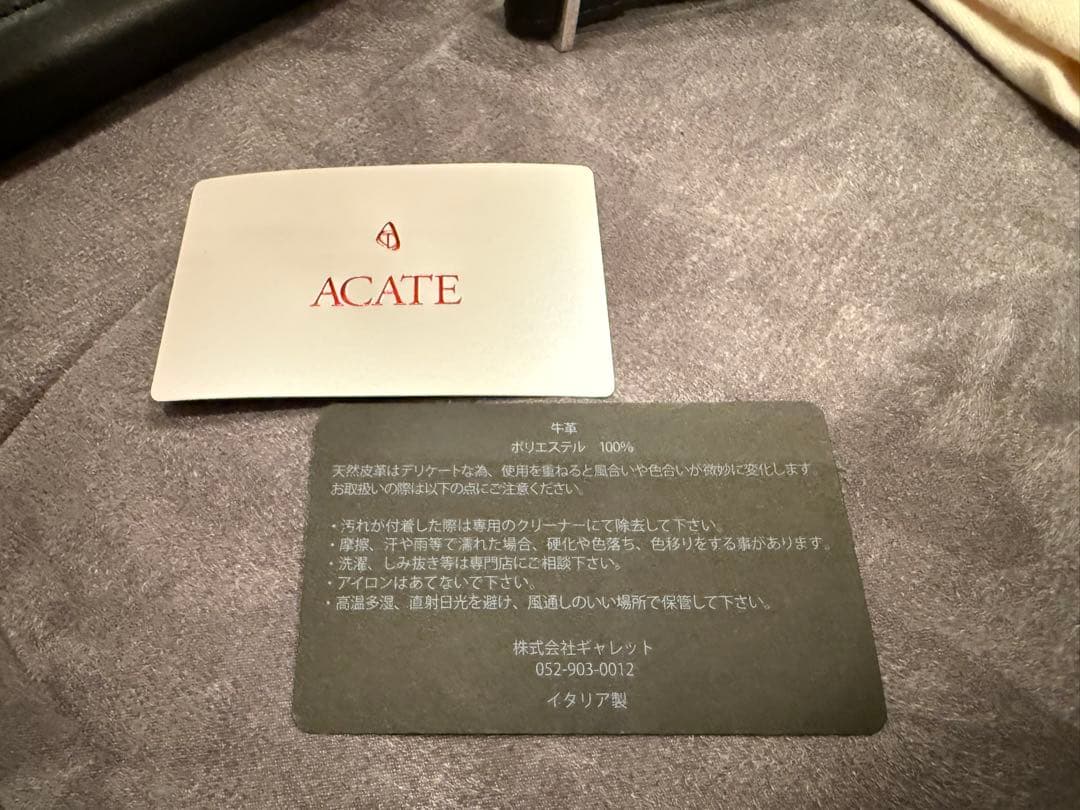 ACATE
牛革
ポリエステル 100%
天然皮革はデリケートな為、使用を重ねると風合いや色合いが微妙に変化します
お取扱いの際は以下の点にご注意ください。
・汚れが付着した際は専用のクリーナーにて除去して下さい。
・摩擦、汗や雨等で濡れた場合、硬化や色落ち、色移りをする事があります。
・洗濯、しみ抜き等は専門店にご相談下さい。
・アイロンはあてないで下さい。
・高温多湿、直射日光を避け、風通しのいい場所で保管して下さい。
株式会社ギャレット
052-903-0012
イタリア製